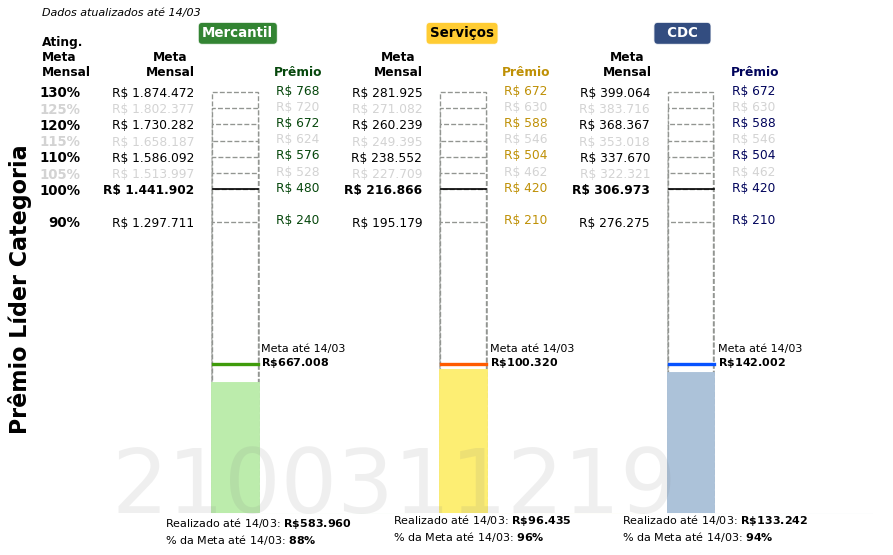 Dados atualizados até 14/03
Mercantil Serviços CDC
Ating. Meta Mensal
Meta Mensal Prêmio Meta Mensal Prêmio Meta Mensal Prêmio
130% R$ 1.874.472 R$ 768 R$ 281.925 R$ 672 R$ 399.064 R$ 672
125% R$ 1.802.377 R$ 720 R$ 271.082 R$ 630 R$ 383.716 R$ 630
120% R$ 1.730.282 R$ 672 R$ 260.239 R$ 588 R$ 368.367 R$ 588
115% R$ 1.658.187 R$ 624 R$ 249.395 R$ 546 R$ 353.018 R$ 546
110% R$ 1.586.092 R$ 576 R$ 238.552 R$ 504 R$ 337.670 R$ 504
105% R$ 1.513.997 R$ 528 R$ 227.709 R$ 462 R$ 322.321 R$ 462
100% R$ 1.441.902 R$ 480 R$ 216.866 R$ 420 R$ 306.973 R$ 420
90% R$ 1.297.711 R$ 240 R$ 195.179 R$ 210 R$ 276.275 R$ 210
Prêmio Líder Categoria
Meta até 14/03 Meta até 14/03 Meta até 14/03
R$667.008 R$100.320 R$142.002
2100311219
Realizado até 14/03: R$583.960 Realizado até 14/03: R$96.435 Realizado até 14/03: R$133.242
% da Meta até 14/03: 88% % da Meta até 14/03: 96% % da Meta até 14/03: 94%